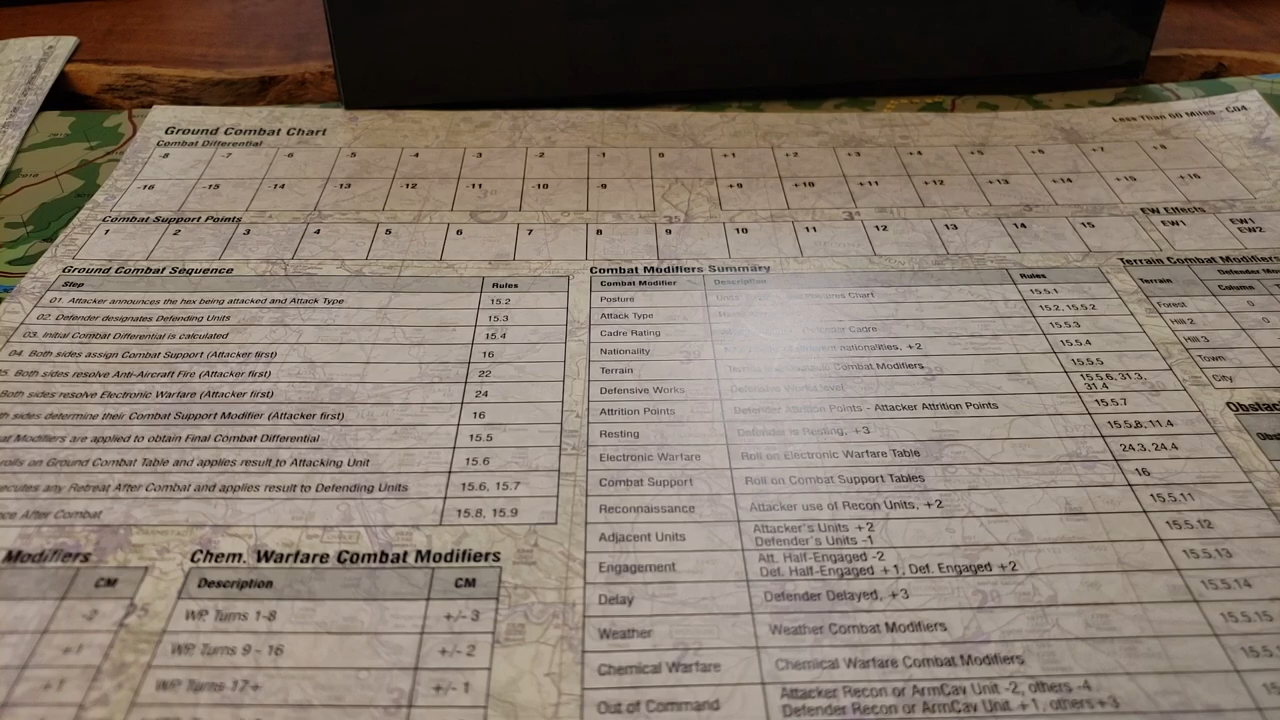 Ground Combat Chart
Less Than 60 Miles - C04
Combat Differential
-8 -7 -6 -5 -4 -3 -2 -1 0 +1 +2 +3 +4 +5 +6 +7 +8
-16 -15 -14 -13 -12 -11 -10 -9 +9 +10 +11 +12 +13 +14 +15 +16
Combat Support Points
EW Effects
1 2 3 4 5 6 7 8 9 10 11 12 13 14 15 EW1 EW1
EW2
Ground Combat Sequence
Step Rules
01. Attacker announces the hex being attacked and Attack Type 15.2
02. Defender designates Defending Units 15.3
03. Initial Combat Differential is calculated 15.4
04. Both sides assign Combat Support (Attacker first) 16
5. Both sides resolve Anti-Aircraft Fire (Attacker first) 22
Both sides resolve Electronic Warfare (Attacker first) 24
sides determine their Combat Support Modifier (Attacker first) 16
Modifiers are applied to obtain Final Combat Differential 15.5
rolls on Ground Combat Table and applies result to Attacking Unit 15.6
any Retreat After Combat and applies result to Defending Units 15.6, 15.7
After Combat 15.8, 15.9
Combat Modifiers Summary
Combat Modifier Description Rules
Posture Chart 15.5.1
Attack Type 15.2, 15.5.2
Cadre Rating Cadre 15.5.3
Nationality nationalities, +2 15.5.4
Terrain Combat Modifiers 15.5.5
Defensive Works Defensive Works level 15.5.6, 31.3,
31.4
Attrition Points Defender Attrition Points - Attacker Attrition Points 15.5.7
Resting Defender is Resting, +3 15.5.8, 11.4
Electronic Warfare Roll on Electronic Warfare Table 24.3, 24.4
Combat Support Roll on Combat Support Tables 16
Reconnaissance Attacker use of Recon Units, +2 15.5.11
Adjacent Units Attacker's Units +2 15.5.12
Defender's Units -1
Engagement Att. Half-Engaged -2 15.5.13
Def. Half-Engaged +1, Def. Engaged +2
Delay Defender Delayed, +3 15.5.14
Weather Weather Combat Modifiers 15.5.15
Chemical Warfare Chemical Warfare Combat Modifiers
Out of Command Attacker Recon or ArmCav Unit -2, others -4
Defender Recon or ArmCav Unit +1, others +3
Terrain Combat Modifiers
Terrain Defender
Column
Forest 0
Hill 2 0
Hill 3
Town
City
Modifiers
CM
-2
+1
+1
Chem. Warfare Combat Modifiers
Description CM
WP. Turns 1-8 +/- 3
WP. Turns 9 - 16 +/- 2
WP. Turns 17+ +/- 1